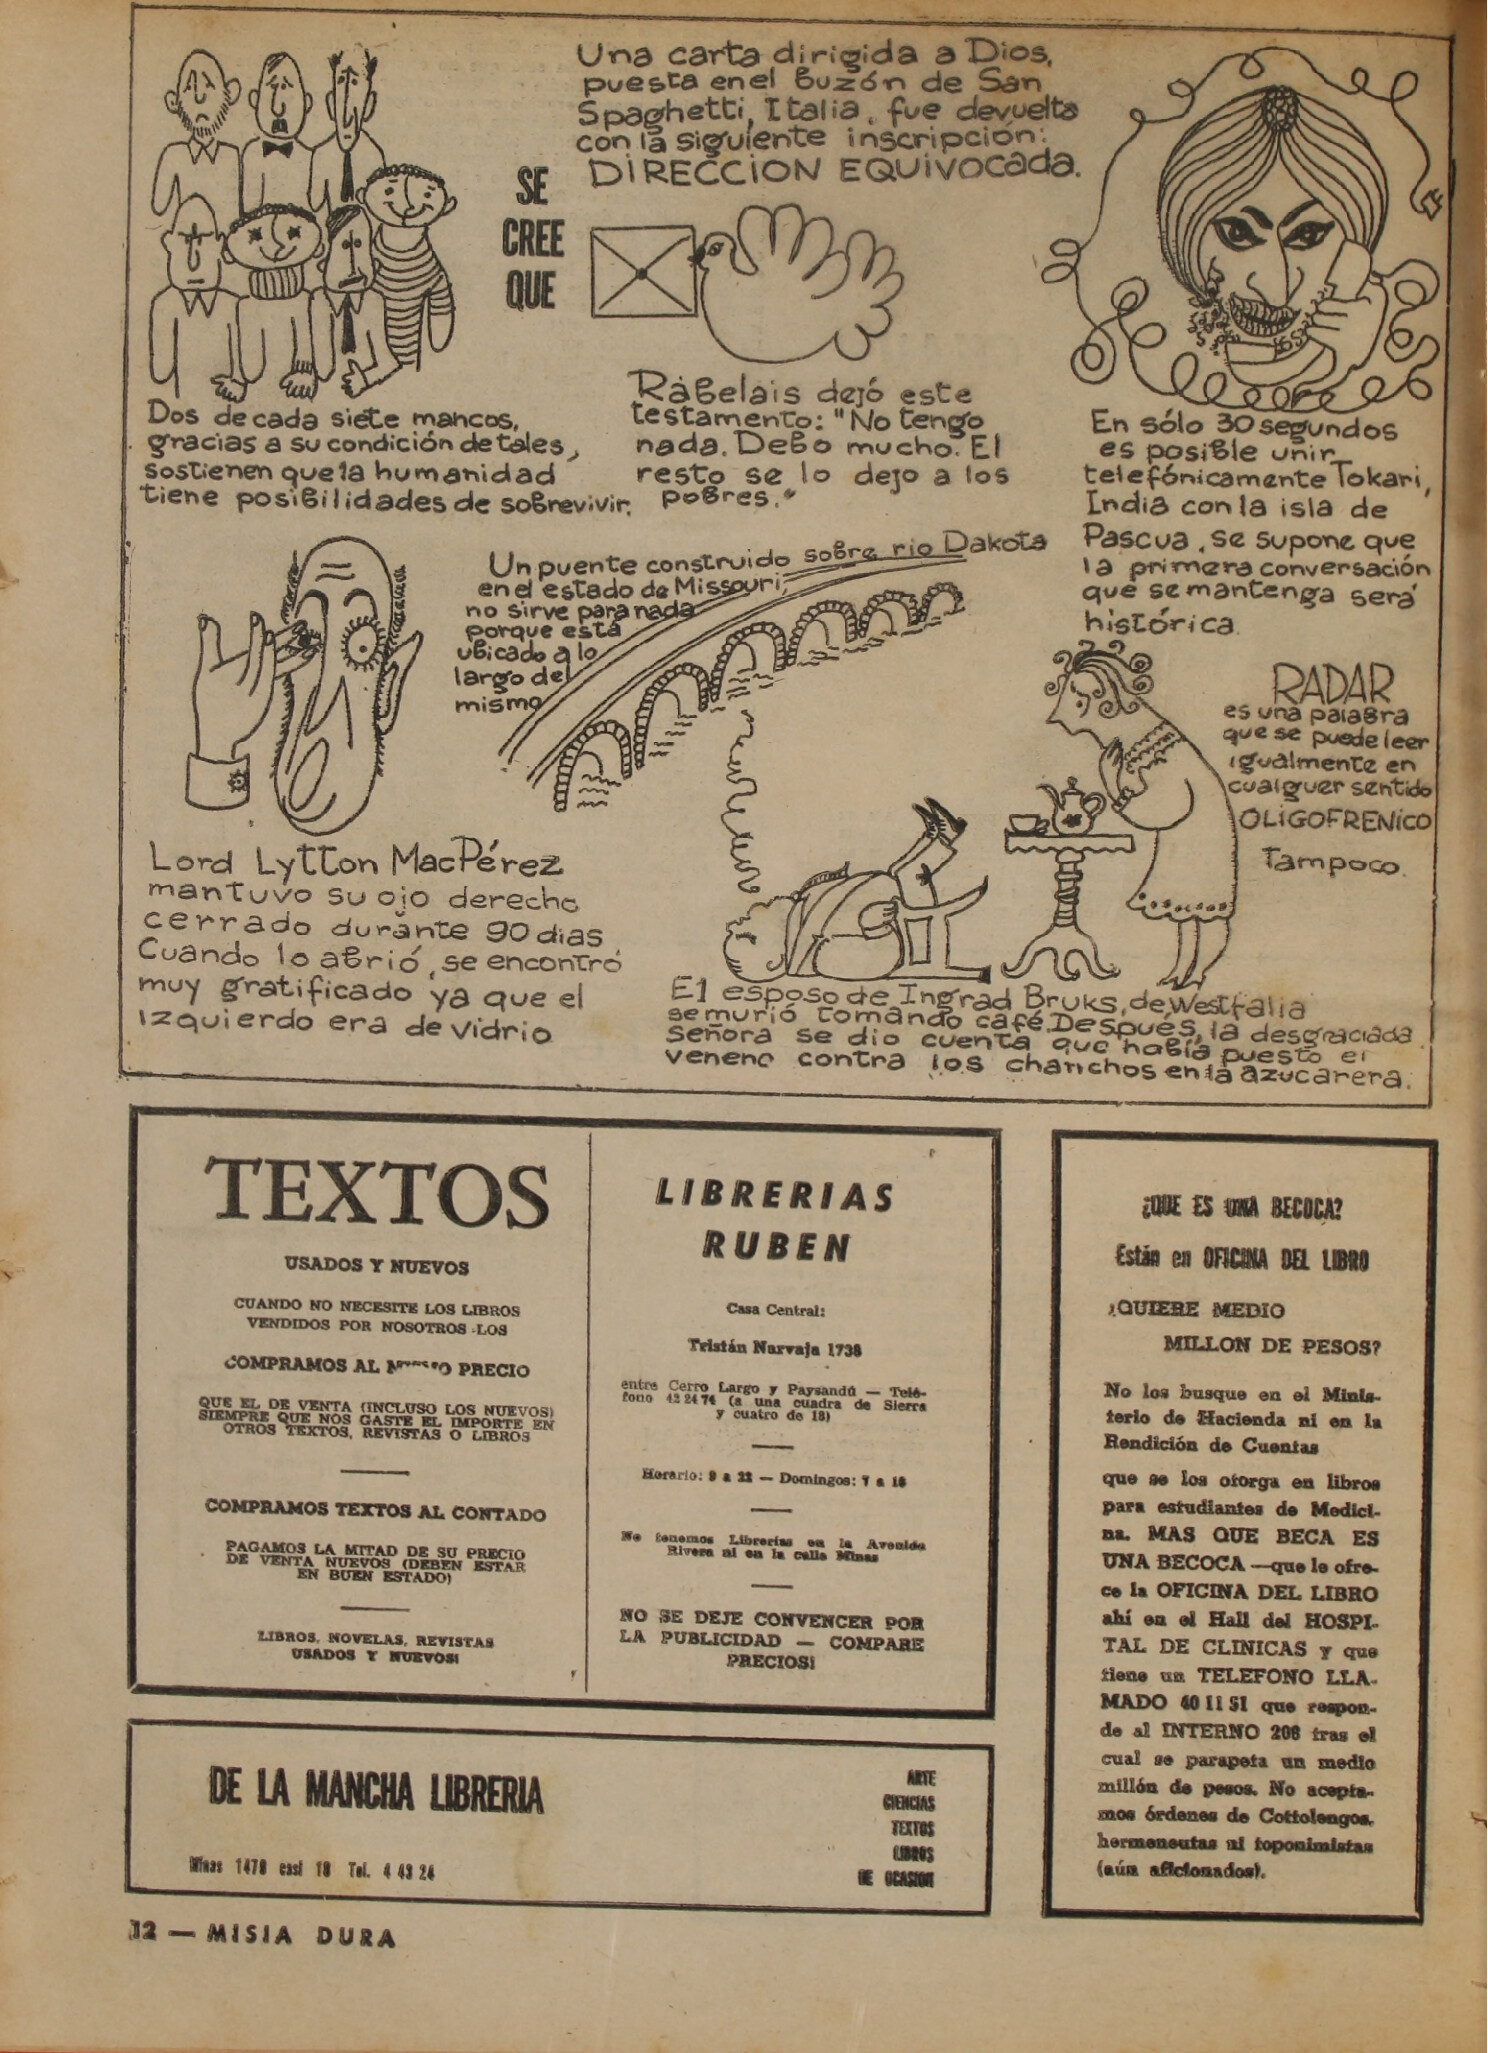 SE
CREE
QUE
Una carta dirigida a Dios,
puesta en el buzón de San
Spaghetti, Italia, fue devuelta
con la siguiente inscripción:
DIRECCION EQUIVOCADA.
Dos de cada siete mancos,
gracias a su condición de tales,
sostienen que la humanidad
tiene posibilidades de sobrevivir.
Rabelais dejó este
testamento: "No tengo
nada. Debo mucho. El
resto se lo dejo a los
pobres."
En sólo 30 segundos
es posible unir
telefónicamente Tokari,
India con la isla de
Pascua, se supone que
la primera conversación
que se mantenga será
histórica.
Un puente construido sobre rio Dakota
en el estado de Missouri,
no sirve para nada
porque está
ubicado a lo
largo del
mismo
RADAR
es una palabra
que se puede leer
igualmente en
cualquer sentido
OLIGOFRENICO
Tampoco.
Lord Lytton MacPérez
mantuvo su ojo derecho
cerrado durante 90 dias
Cuando lo abrió, se encontró
muy gratificado ya que el
izquierdo era de vidrio
El esposo de Ingrad Bruks, de Westfalia
se murió tomando café. Después, la desgraciada
señora se dio cuenta que había puesto el
veneno contra los chanchos en la azucarera.
TEXTOS
USADOS Y NUEVOS
CUANDO NO NECESITE LOS LIBROS
VENDIDOS POR NOSOTROS LOS
COMPRAMOS AL PRECIO
QUE EL DE VENTA (INCLUSO LOS NUEVOS)
SIEMPRE QUE NOS GASTE EL IMPORTE EN
OTROS TEXTOS, REVISTAS O LIBROS
COMPRAMOS TEXTOS AL CONTADO
PAGAMOS LA MITAD DE SU PRECIO
DE VENTA NUEVOS (DEBEN ESTAR
EN BUEN ESTADO)
LIBROS, NOVELAS, REVISTAS
USADOS Y NUEVOS!
LIBRERIAS
RUBEN
Casa Central:
Tristán Narvaja 1738
entre Cerro Largo y Paysandú — Telé-
fono 42 24 74 (a una cuadra de Sierra
y cuatro de 18)
Horario: 9 a 22 — Domingos: 7 a 18
No tenemos Librerías en la Avenida
Rivera ni en la calle Minas
NO SE DEJE CONVENCER POR
LA PUBLICIDAD — COMPARE
PRECIOS!
¿QUE ES UNA BECOCA?
Están en OFICINA DEL LIBRO
¿QUIERE MEDIO
MILLON DE PESOS?
No los busque en el Minis-
terio de Hacienda ni en la
Rendición de Cuentas
que se los otorga en libros
para estudiantes de Medici-
na. MAS QUE BECA ES
UNA BECOCA —que le ofre-
ce la OFICINA DEL LIBRO
ahí en el Hall del HOSPI-
TAL DE CLINICAS y que
tiene un TELEFONO LLA-
MADO 40 11 51 que respon-
de al INTERNO 208 tras el
cual se parapeta un medio
millón de pesos. No acepta-
mos órdenes de Cottolengos,
hermeneutas ni toponimistas
(aún aficionados).
DE LA MANCHA LIBRERIA
Minas 1478 casi 18 Tel. 4 43 24
ARTE
CIENCIAS
TEXTOS
LIBROS
DE OCASION
12 — MISIA DURA